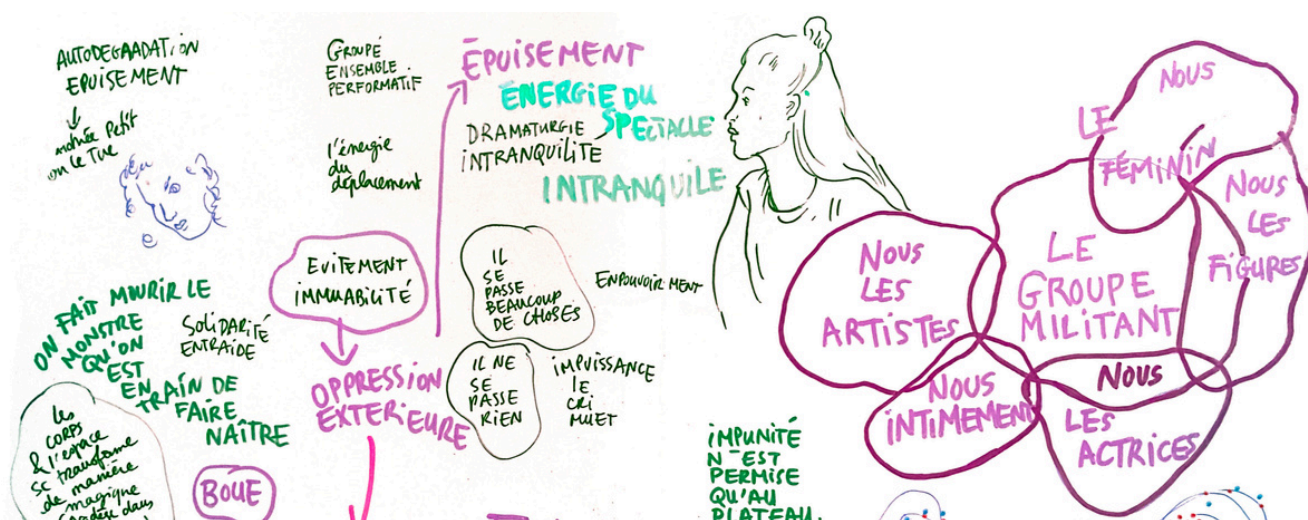 AUTODEGRADATION
EPUISEMENT
on le Tue
GROUPE
ENSEMBLE
PERFORMATIF
l'énergie
du
déplacement
ÉPUISEMENT
ENERGIE DU
SPECTACLE
DRAMATURGIE
INTRANQUILITE
INTRANQUILE
EVITEMENT
IMMUABILITÉ
IL
SE
PASSE
BEAUCOUP
DE CHOSES
ENPOUVOIRMENT
ON FAIT MOURIR LE
MONSTRE
QU'ON
EST
EN
TRAIN DE
FAIRE
NAÎTRE
SOLIDARITÉ
ENTRAIDE
OPPRESSION
EXTERIEURE
IL NE
SE
PASSE
RIEN
IMPUISSANCE
LE
CRI
MUET
les
CORPS
& l'espace
se transforme
de manière
magique
BOUE
IMPUNITÉ
N'EST
PERMISE
QU'AU
PLATEAU.
NOUS
LE
FÉMININ
NOUS
LES
FIGURES
LE
GROUPE
MILITANT
NOUS
LES
ARTISTES
NOUS
INTIMEMENT
NOUS
LES
ACTRICES